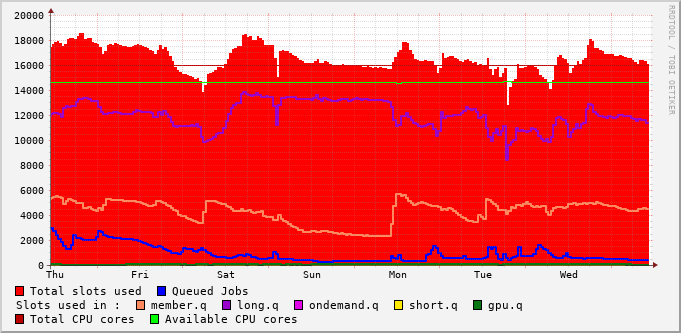 RRDTOOL / TOBI OETIKER
20000
18000
16000
14000
12000
10000
8000
6000
4000
2000
0
Thu Fri Sat Sun Mon Tue Wed
Total slots used Queued Jobs
Slots used in : member.q long.q ondemand.q short.q gpu.q
Total CPU cores Available CPU cores